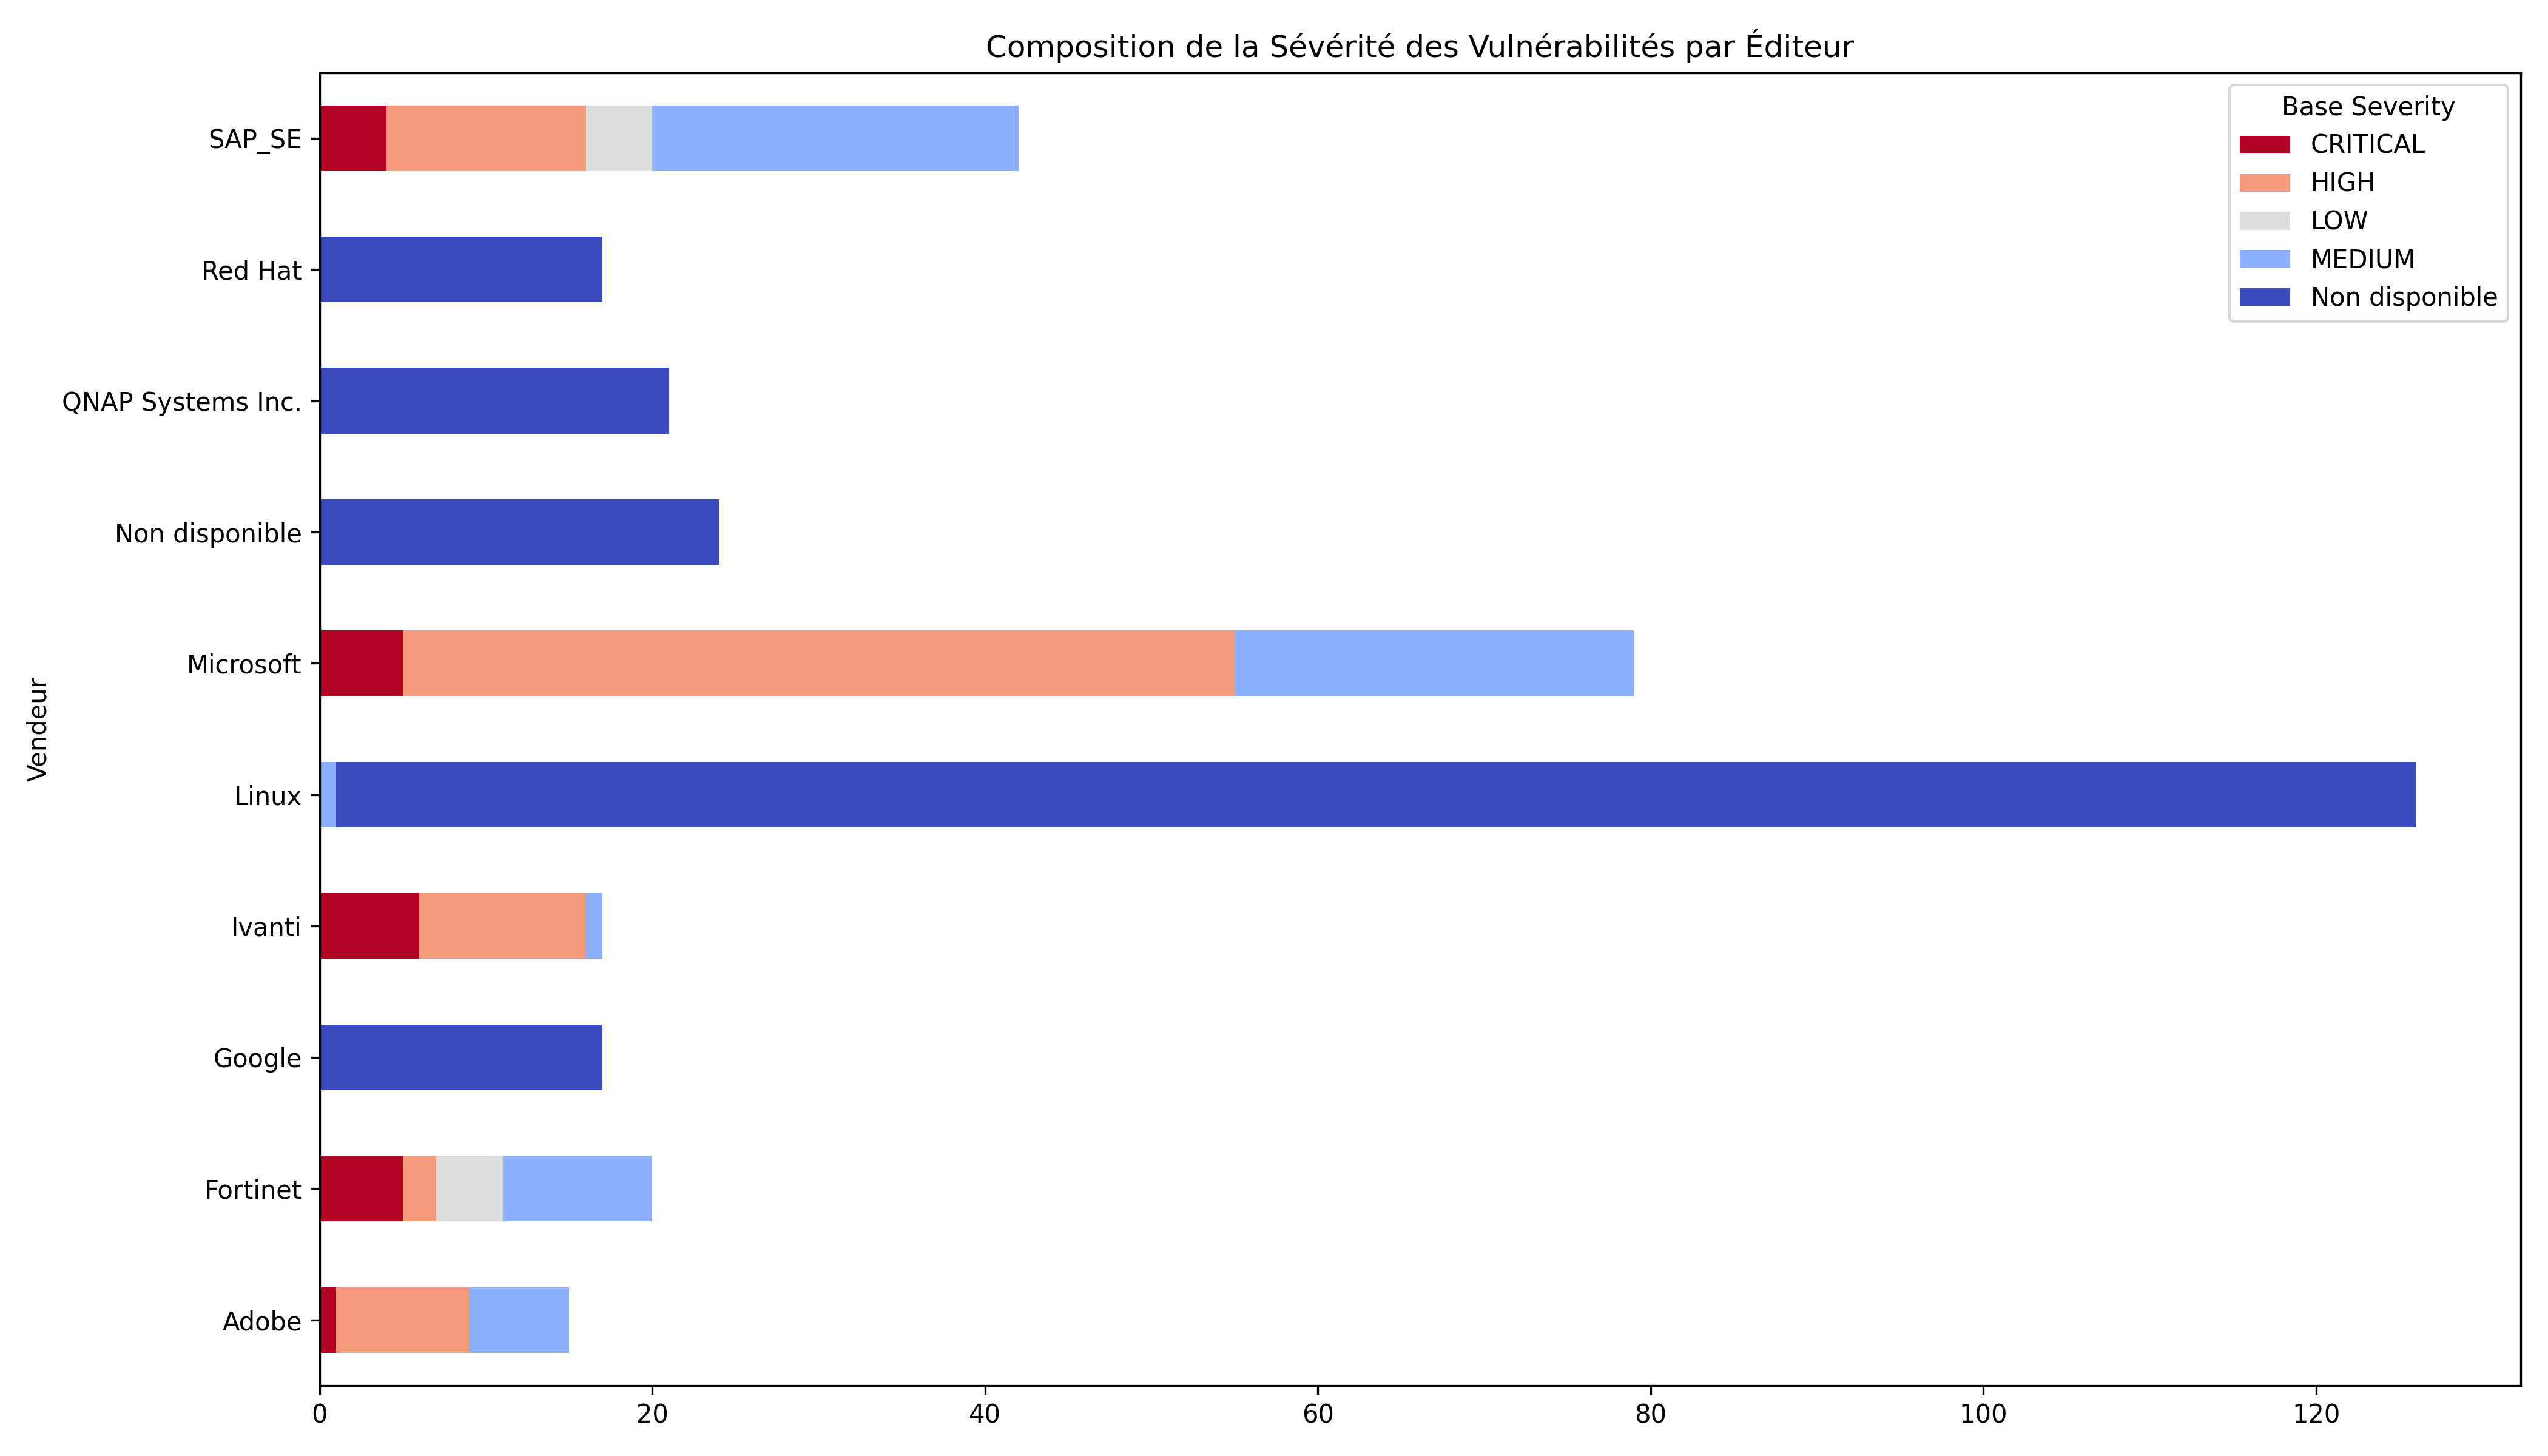 Composition de la Sévérité des Vulnérabilités par Éditeur
Base Severity
CRITICAL
HIGH
LOW
MEDIUM
Non disponible
Vendeur
SAP_SE
Red Hat
QNAP Systems Inc.
Non disponible
Microsoft
Linux
Ivanti
Google
Fortinet
Adobe
0 20 40 60 80 100 120